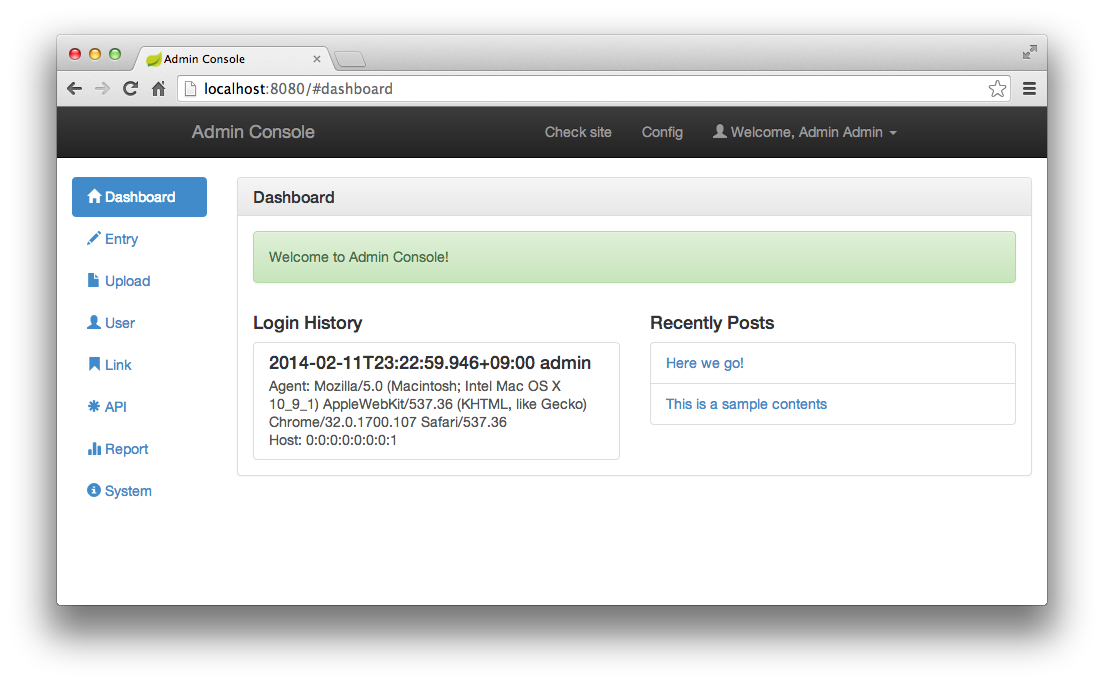 Admin Console
localhost:8080/#dashboard
Admin Console
Check site
Config
Welcome, Admin Admin
Dashboard
Entry
Upload
User
Link
API
Report
System
Dashboard
Welcome to Admin Console!
Login History
2014-02-11T23:22:59.946+09:00 admin
Agent: Mozilla/5.0 (Macintosh; Intel Mac OS X
10_9_1) AppleWebKit/537.36 (KHTML, like Gecko)
Chrome/32.0.1700.107 Safari/537.36
Host: 0:0:0:0:0:0:0:1
Recently Posts
Here we go!
This is a sample contents